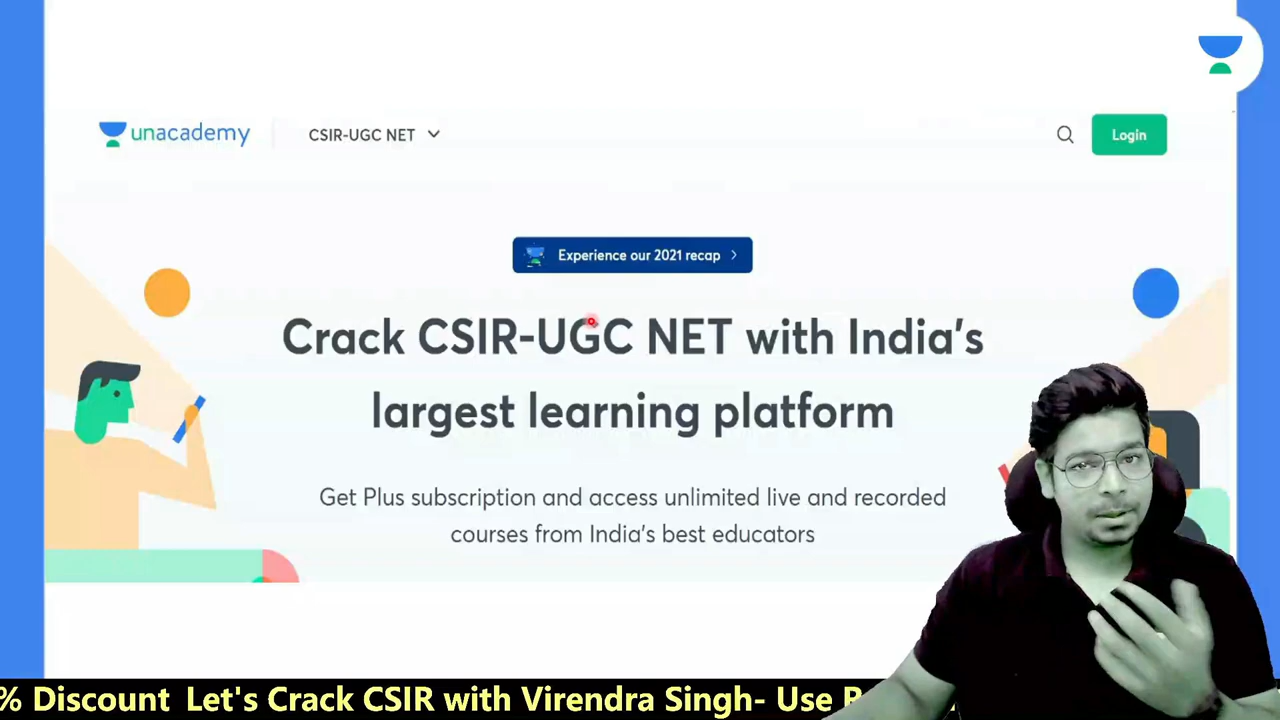 unacademy
CSIR-UGC NET
Login
Experience our 2021 recap
Crack CSIR-UGC NET with India's
largest learning platform
Get Plus subscription and access unlimited live and recorded
courses from India's best educators
% Discount Let's Crack CSIR with Virendra Singh- Use